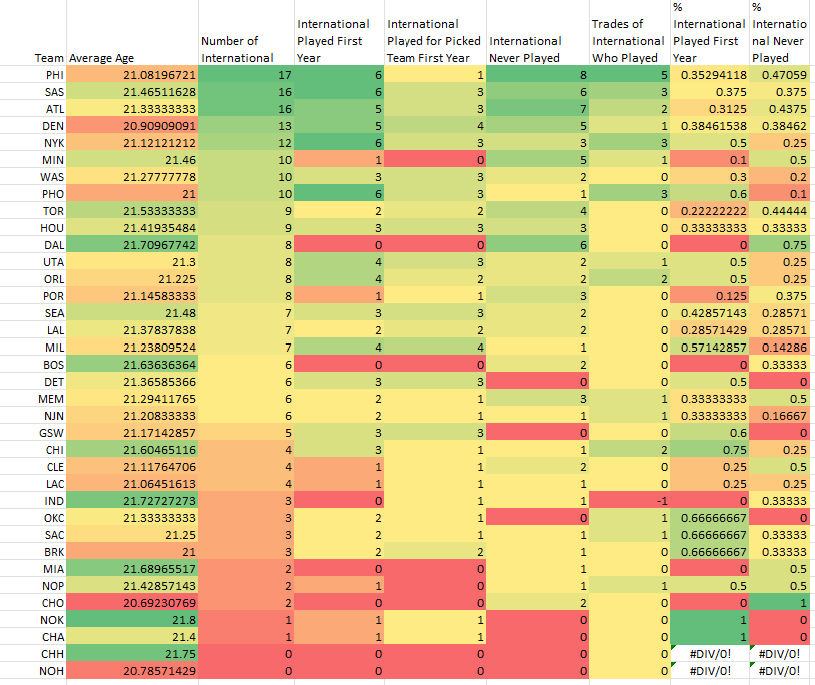 Team Average Age Number of International International Played First Year International Played for Picked Team First Year International Never Played Trades of International Who Played % International Played First Year % Internatio nal Never Played
PHI 21.08196721 17 6 1 8 5 0.35294118 0.47059
SAS 21.46511628 16 6 3 6 3 0.375 0.375
ATL 21.33333333 16 5 3 7 2 0.3125 0.4375
DEN 20.90909091 13 5 4 5 1 0.38461538 0.38462
NYK 21.12121212 12 6 3 3 3 0.5 0.25
MIN 21.46 10 1 0 5 1 0.1 0.5
WAS 21.27777778 10 3 3 2 0 0.3 0.2
PHO 21 10 6 3 1 3 0.6 0.1
TOR 21.53333333 9 2 2 4 0 0.22222222 0.44444
HOU 21.41935484 9 3 3 3 0 0.33333333 0.33333
DAL 21.70967742 8 0 0 6 0 0 0.75
UTA 21.3 8 4 3 2 1 0.5 0.25
ORL 21.225 8 4 2 2 2 0.5 0.25
POR 21.14583333 8 1 1 3 0 0.125 0.375
SEA 21.48 7 3 3 2 0 0.42857143 0.28571
LAL 21.37837838 7 2 2 2 0 0.28571429 0.28571
MIL 21.23809524 7 4 4 1 0 0.57142857 0.14286
BOS 21.63636364 6 0 0 2 0 0 0.33333
DET 21.36585366 6 3 3 0 0 0.5 0
MEM 21.29411765 6 2 1 3 1 0.33333333 0.5
NJN 21.20833333 6 2 1 1 1 0.33333333 0.16667
GSW 21.17142857 5 3 3 0 0 0.6 0
CHI 21.60465116 4 3 1 1 2 0.75 0.25
CLE 21.11764706 4 1 1 2 0 0.25 0.5
LAC 21.06451613 4 1 1 1 0 0.25 0.25
IND 21.72727273 3 0 1 1 -1 0 0.33333
OKC 21.33333333 3 2 1 0 1 0.66666667 0
SAC 21.25 3 2 1 1 1 0.66666667 0.33333
BRK 21 3 2 2 1 0 0.66666667 0.33333
MIA 21.68965517 2 0 0 1 0 0 0.5
NOP 21.42857143 2 1 0 1 1 0.5 0.5
CHO 20.69230769 2 0 0 2 0 0 1
NOK 21.8 1 1 1 0 0 1 0
CHA 21.4 1 1 1 0 0 1 0
CHH 21.75 0 0 0 0 0 #DIV/0! #DIV/0!
NOH 20.78571429 0 0 0 0 0 #DIV/0! #DIV/0!